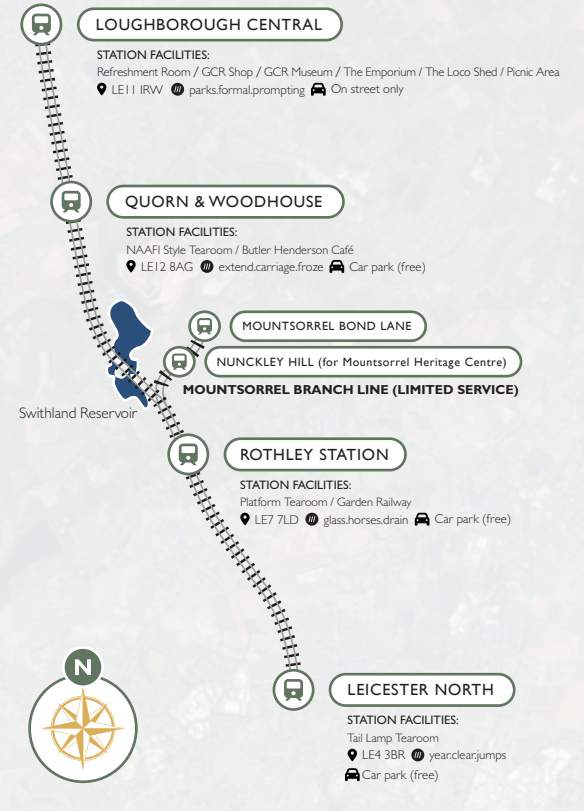 LOUGHBOROUGH CENTRAL
STATION FACILITIES:
Refreshment Room / GCR Shop / GCR Museum / The Emporium / The Loco Shed / Picnic Area
LE11 1RW /// parks.formal.prompting On street only
QUORN & WOODHOUSE
STATION FACILITIES:
NAAFI Style Tearoom / Butler Henderson Café
LE12 8AG /// extend.carriage.froze Car park (free)
MOUNTSORREL BOND LANE
NUNCKLEY HILL (for Mountsorrel Heritage Centre)
MOUNTSORREL BRANCH LINE (LIMITED SERVICE)
Swithland Reservoir
ROTHLEY STATION
STATION FACILITIES:
Platform Tearoom / Garden Railway
LE7 7LD /// glass.horses.drain Car park (free)
LEICESTER NORTH
STATION FACILITIES:
Tail Lamp Tearoom
LE4 3BR /// year.clear.jumps
Car park (free)
N